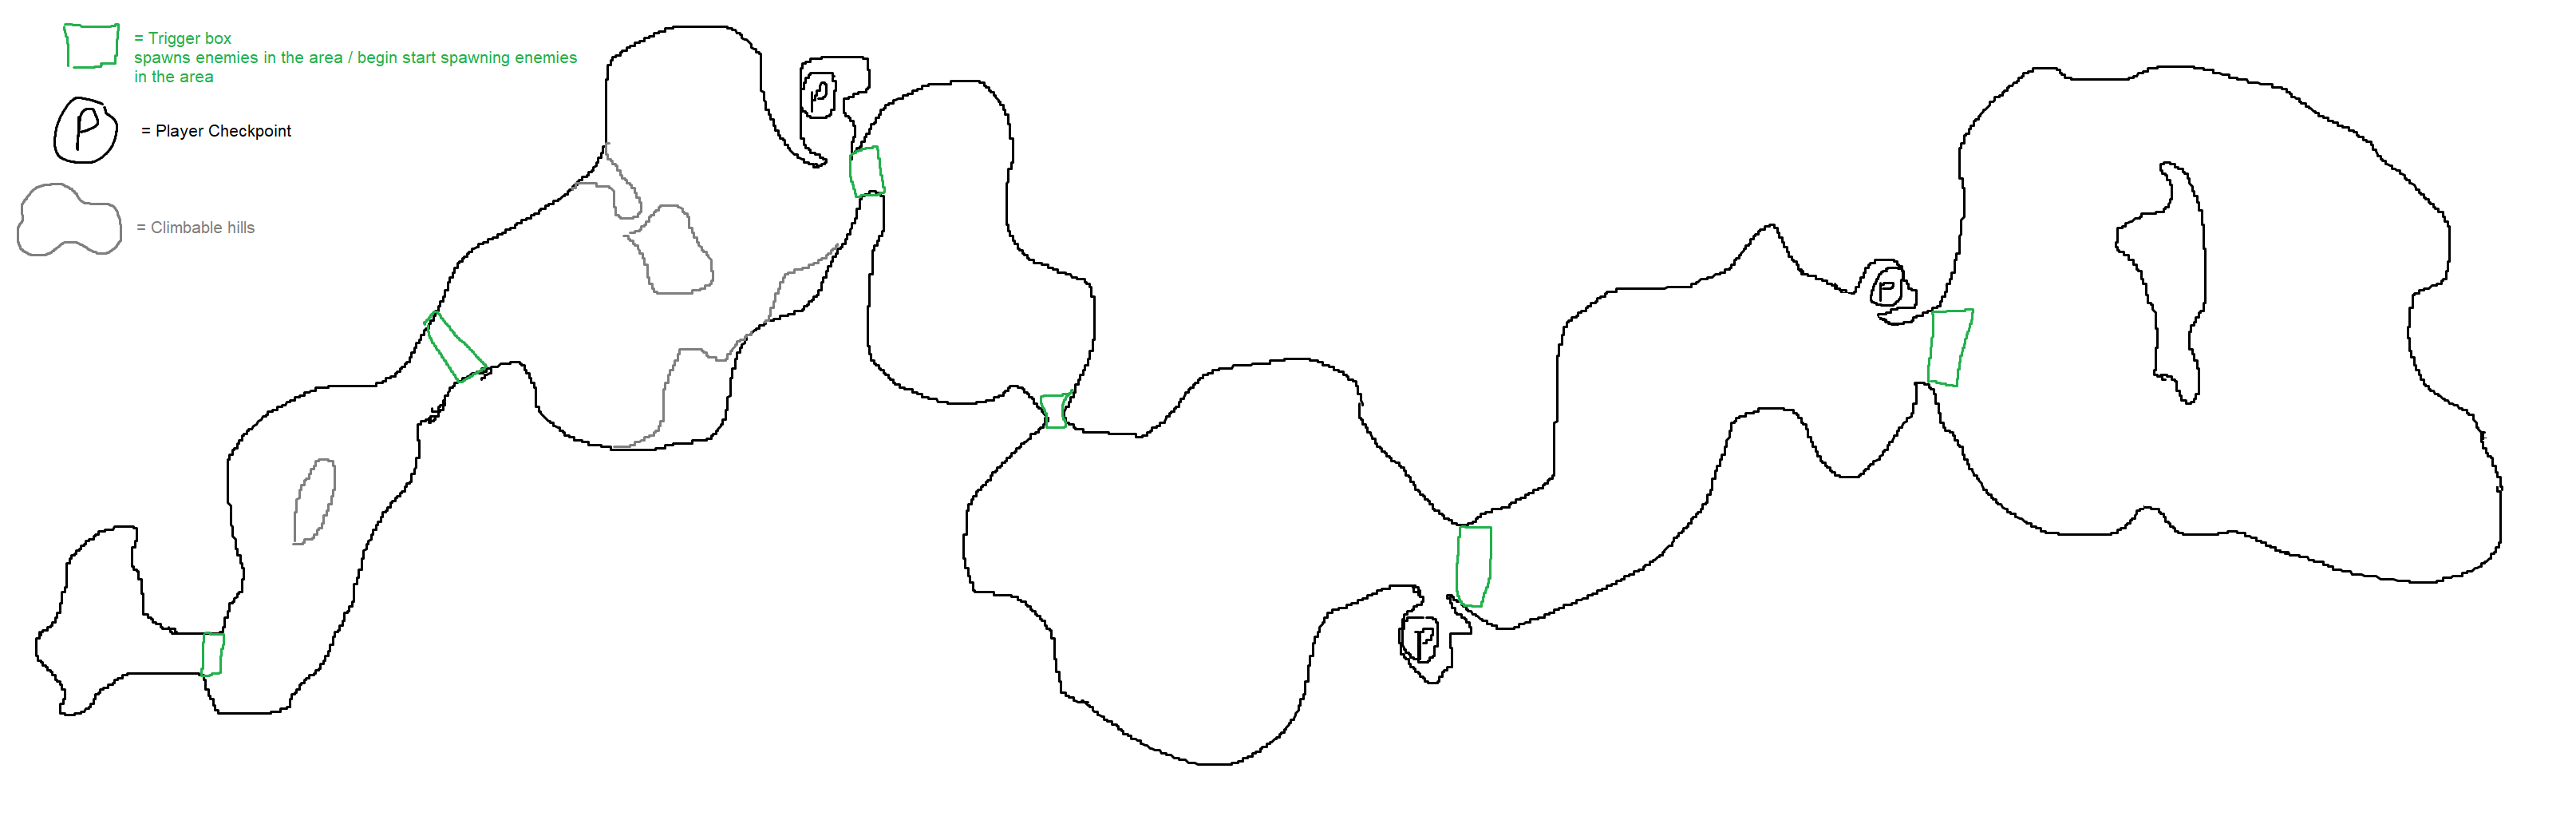 = Trigger box
spawns enemies in the area / begin start spawning enemies
in the area
P
= Player Checkpoint
= Climbable hills
P
P
P